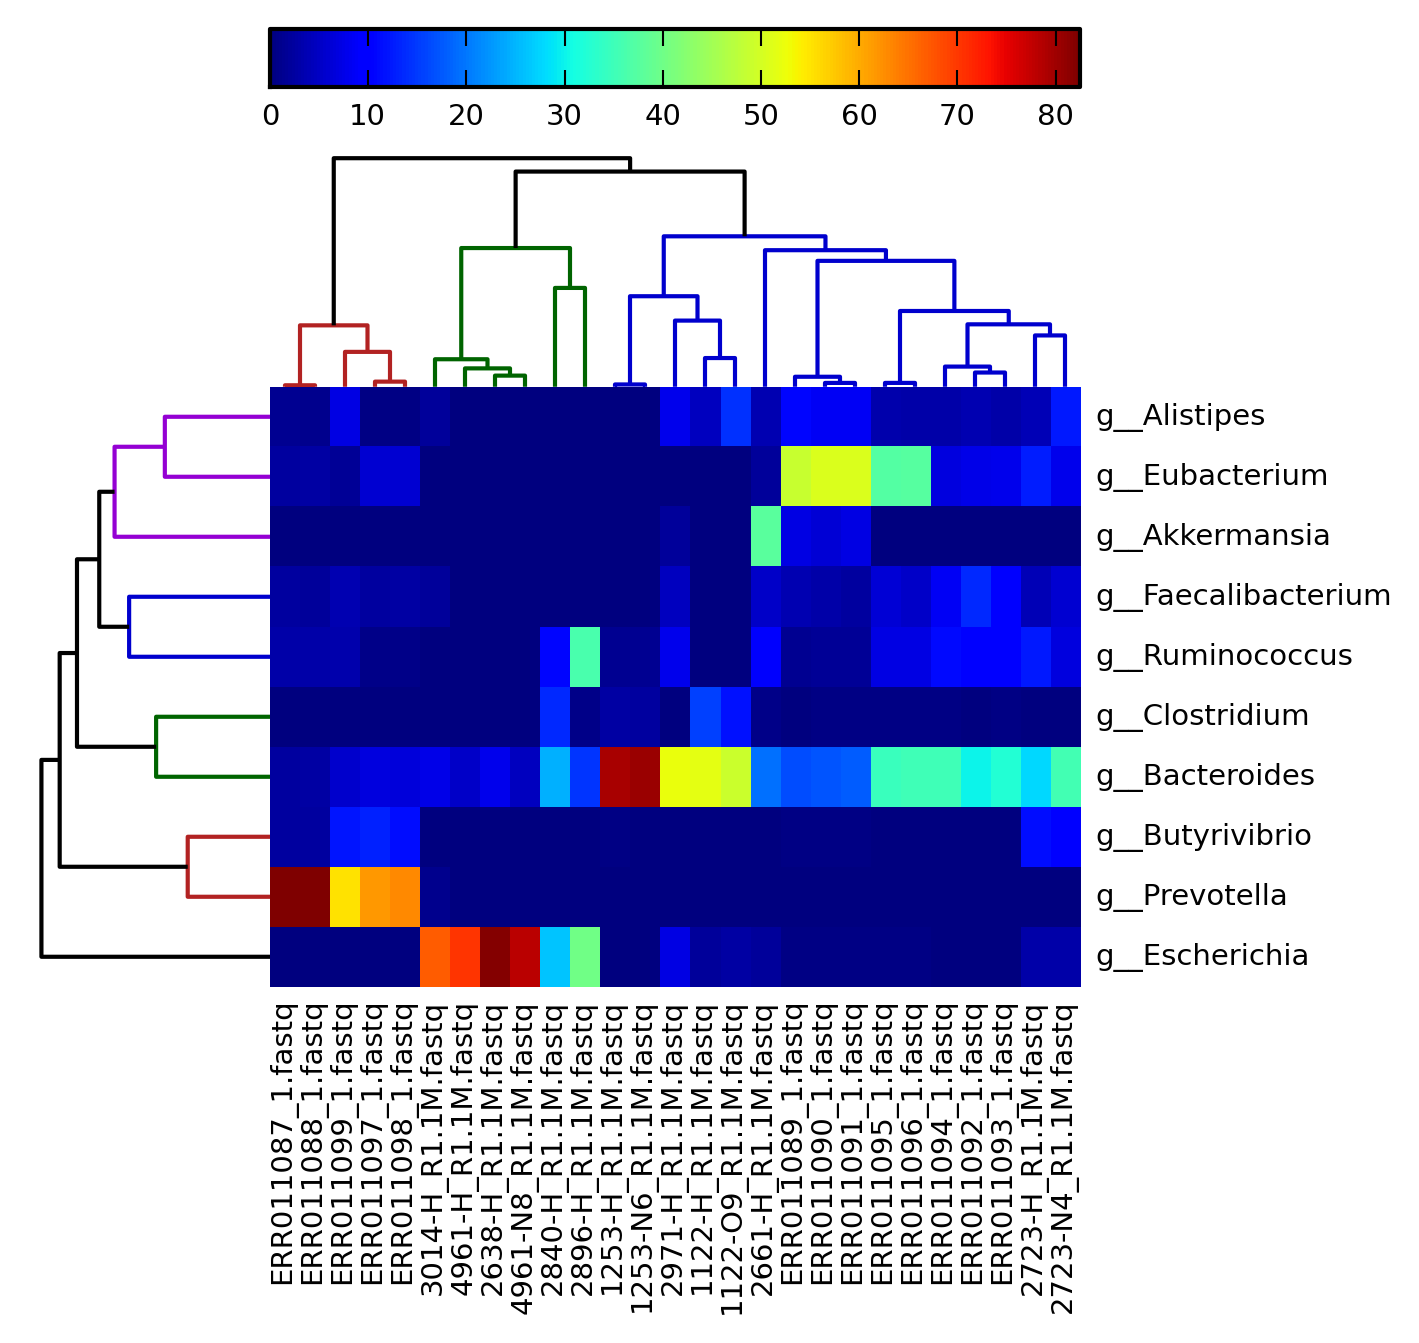 0 10 20 30 40 50 60 70 80
g__Alistipes
g__Eubacterium
g__Akkermansia
g__Faecalibacterium
g__Ruminococcus
g__Clostridium
g__Bacteroides
g__Butyrivibrio
g__Prevotella
g__Escherichia
ERR011087_1.fastq
ERR011088_1.fastq
ERR011099_1.fastq
ERR011097_1.fastq
ERR011098_1.fastq
3014-H_R1.1M.fastq
4961-H_R1.1M.fastq
2638-H_R1.1M.fastq
4961-N8_R1.1M.fastq
2840-H_R1.1M.fastq
2896-H_R1.1M.fastq
1253-H_R1.1M.fastq
1253-N6_R1.1M.fastq
2971-H_R1.1M.fastq
1122-H_R1.1M.fastq
1122-O9_R1.1M.fastq
2661-H_R1.1M.fastq
ERR011089_1.fastq
ERR011090_1.fastq
ERR011091_1.fastq
ERR011095_1.fastq
ERR011096_1.fastq
ERR011094_1.fastq
ERR011092_1.fastq
ERR011093_1.fastq
2723-H_R1.1M.fastq
2723-N4_R1.1M.fastq